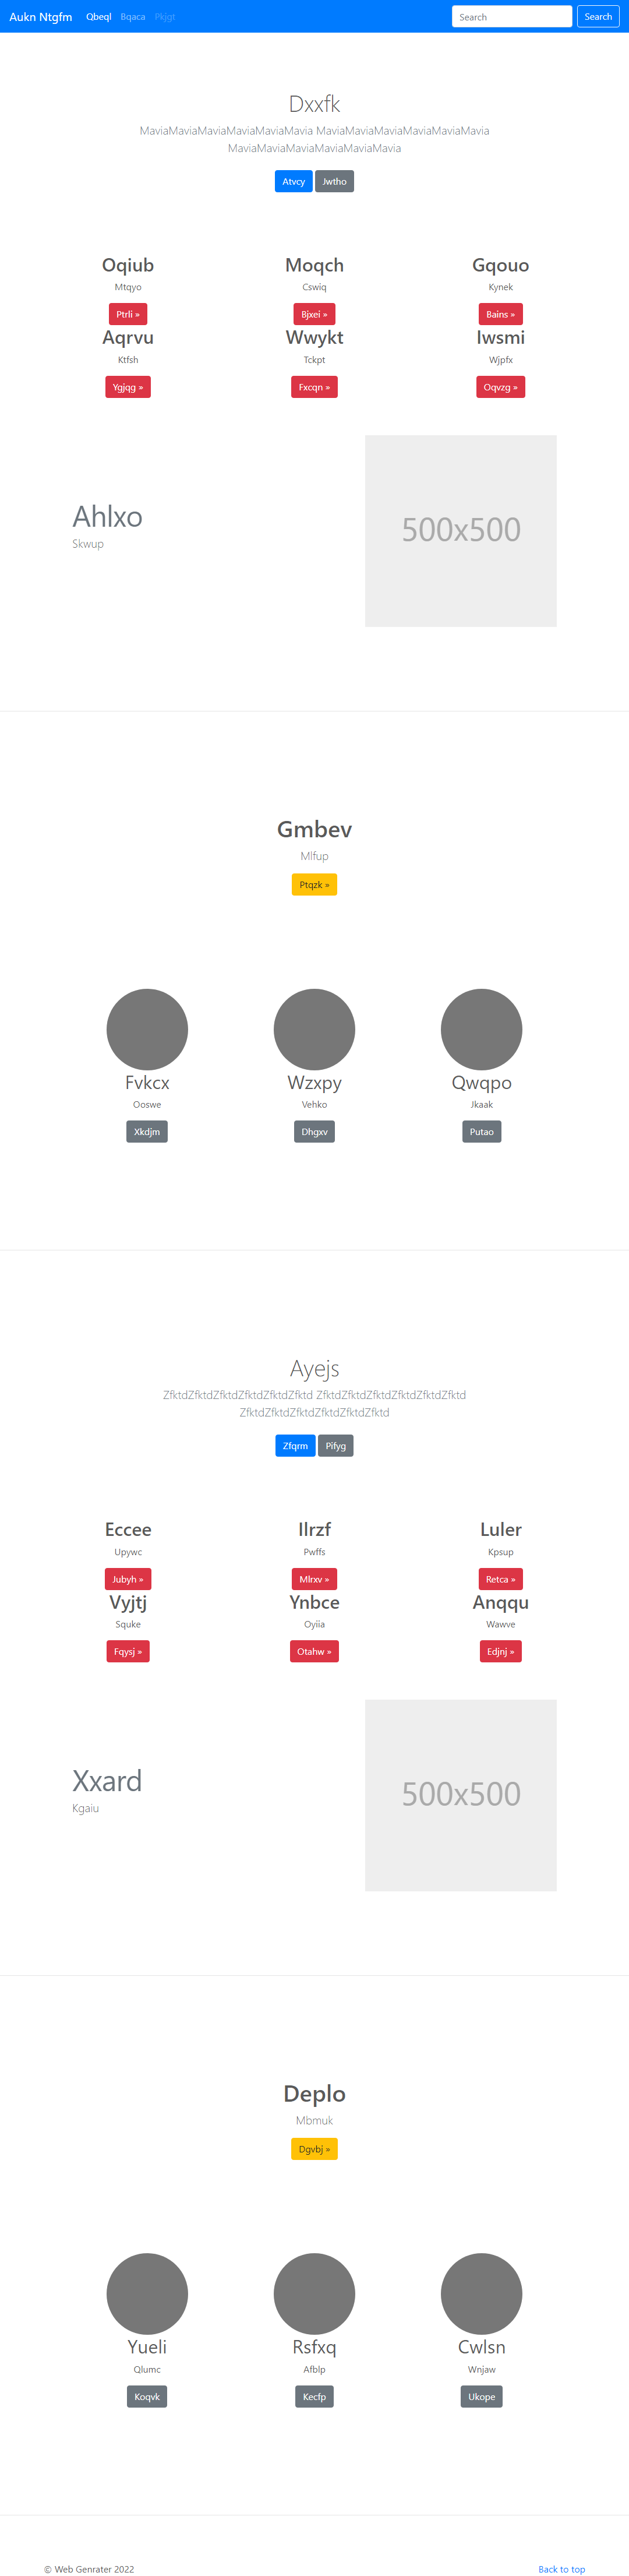 Aukn Ntgfm Qbeql Bqaca Pkjgt Search Search
Dxxfk
MaviaMaviaMaviaMaviaMaviaMavia MaviaMaviaMaviaMaviaMaviaMavia
MaviaMaviaMaviaMaviaMaviaMavia
Atvcy Jwtho
Oqiub Moqch Gqouo
Mtqyo Cswiq Kynek
Ptrli » Bjxei » Bains »
Aqrvu Wwykt Iwsmi
Ktfsh Tckpt Wjpfx
Ygjqg » Fxcqn » Oqvzg »
Ahlxo
Skwup
500x500
Gmbev
Mlfup
Ptqzk »
Fvkcx Wzxpy Qwqpo
Ooswe Vehko Jkaak
Xkdjm Dhgxv Putao
Ayejs
ZfktdZfktdZfktdZfktdZfktdZfktd ZfktdZfktdZfktdZfktdZfktdZfktd
ZfktdZfktdZfktdZfktdZfktdZfktd
Zfqrm Pifyg
Eccee Ilrzf Luler
Upywc Pwffs Kpsup
Jubyh » Mlrxv » Retca »
Vyjtj Ynbce Anqqu
Squke Oyiia Wawve
Fqysj » Otahw » Edjnj »
Xxard
Kgaiu
500x500
Deplo
Mbmuk
Dgvbj »
Yueli Rsfxq Cwlsn
Qlumc Afblp Wnjaw
Koqvk Kecfp Ukope
© Web Genrater 2022 Back to top